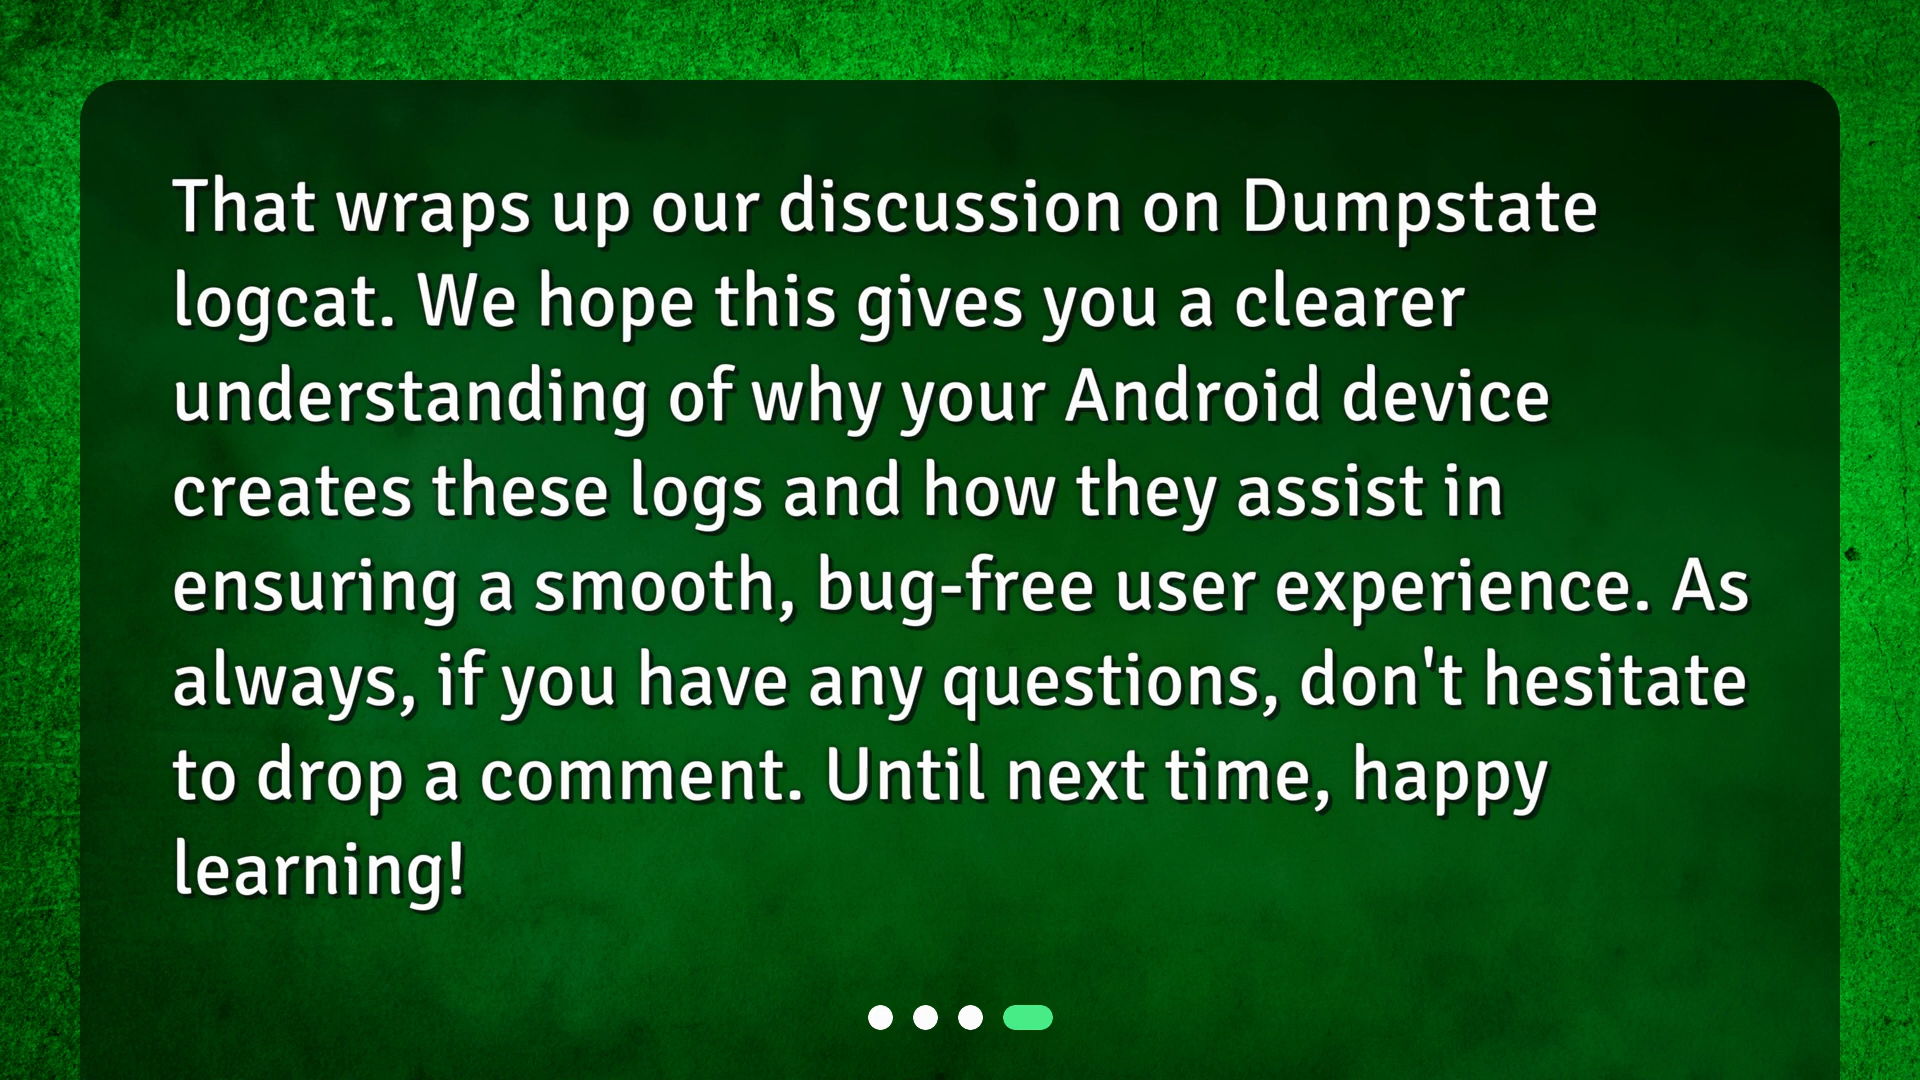 That wraps up our discussion on Dumpstate
logcat. We hope this gives you a clearer
understanding of why your Android device
creates these logs and how they assist in
ensuring a smooth, bug-free user experience. As
always, if you have any questions, don't hesitate
to drop a comment. Until next time, happy
learning!